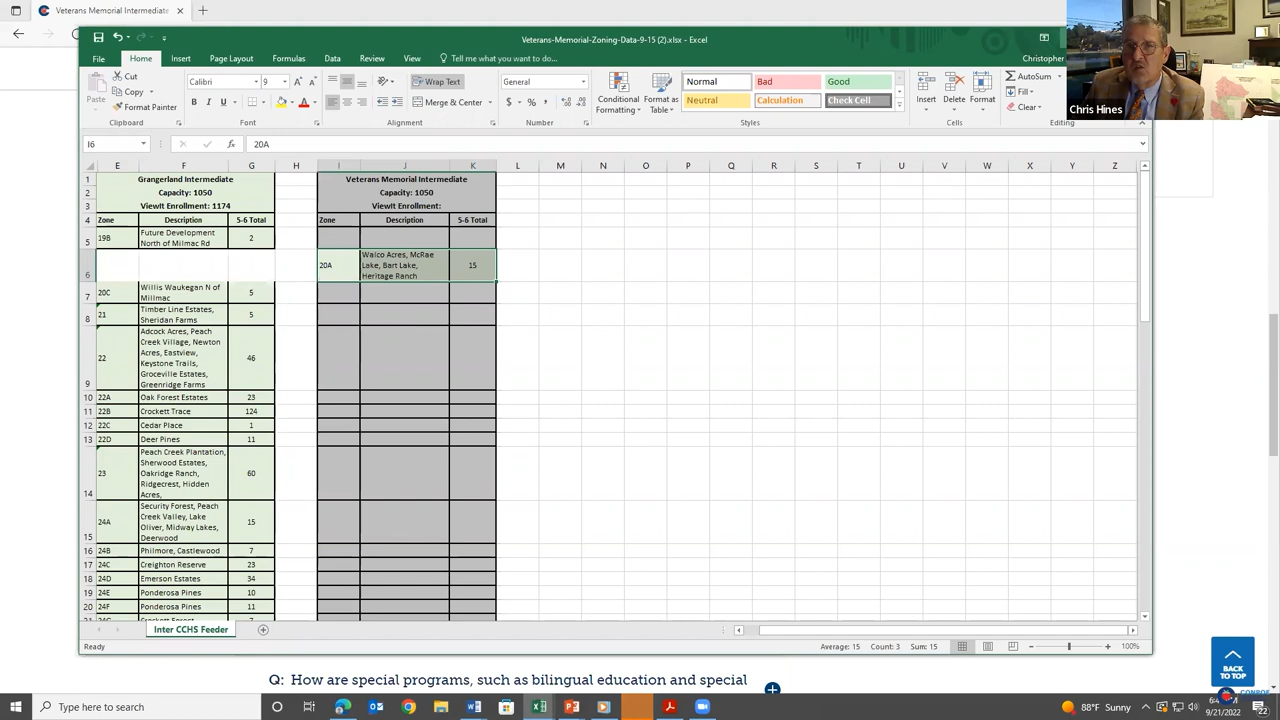 Veterans Memorial Intermediate
Veterans-Memorial-Zoning-Data-9-15 (2).xlsx - Excel
Christopher
File Home Insert Page Layout Formulas Data Review View Tell me what you want to do...
Paste Cut
Copy
Format Painter
Clipboard
Calibri 9
B I U
Font
Wrap Text
Merge & Center
Alignment
General
$ % ,
Number
Conditional Formatting
Format as Table
Normal Bad Good
Neutral Calculation Check Cell
Styles
Insert Delete Format
Cells
AutoSum
Fill
Clear
Editing
Chris Hines
I6 fx 20A
E F G H I J K L M N O P Q R S T U V W X Y Z
1 Grangerland Intermediate Veterans Memorial Intermediate
2 Capacity: 1050 Capacity: 1050
3 ViewIt Enrollment: 1174 ViewIt Enrollment:
4 Zone Description 5-6 Total Zone Description 5-6 Total
5 19B Future Development North of Milmac Rd 2
6 20A Walco Acres, McRae Lake, Bart Lake, Heritage Ranch 15
7 20C Willis Waukegan N of Millmac 5
8 21 Timber Line Estates, Sheridan Farms 5
9 22 Adcock Acres, Peach Creek Village, Newton Acres, Eastview, Keystone Trails, Groceville Estates, Greenridge Farms 46
10 22A Oak Forest Estates 23
11 22B Crockett Trace 124
12 22C Cedar Place 1
13 22D Deer Pines 11
14 23 Peach Creek Plantation, Sherwood Estates, Oakridge Ranch, Ridgecrest, Hidden Acres, 60
15 24A Security Forest, Peach Creek Valley, Lake Oliver, Midway Lakes, Deerwood 15
16 24B Philmore, Castlewood 7
17 24C Creighton Reserve 23
18 24D Emerson Estates 34
19 24E Ponderosa Pines 10
20 24F Ponderosa Pines 11
Inter CCHS Feeder
Ready Average: 15 Count: 3 Sum: 15 100%
Q: How are special programs, such as bilingual education and special
BACK TO TOP
CONROE
Type here to search
88°F Sunny
9/21/2022
22